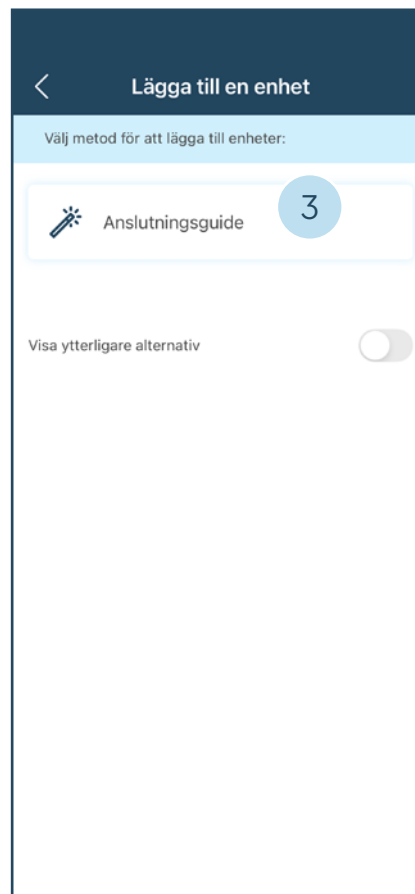 Lägga till en enhet
Välj metod för att lägga till enheter:
Anslutningsguide
3
Visa ytterligare alternativ